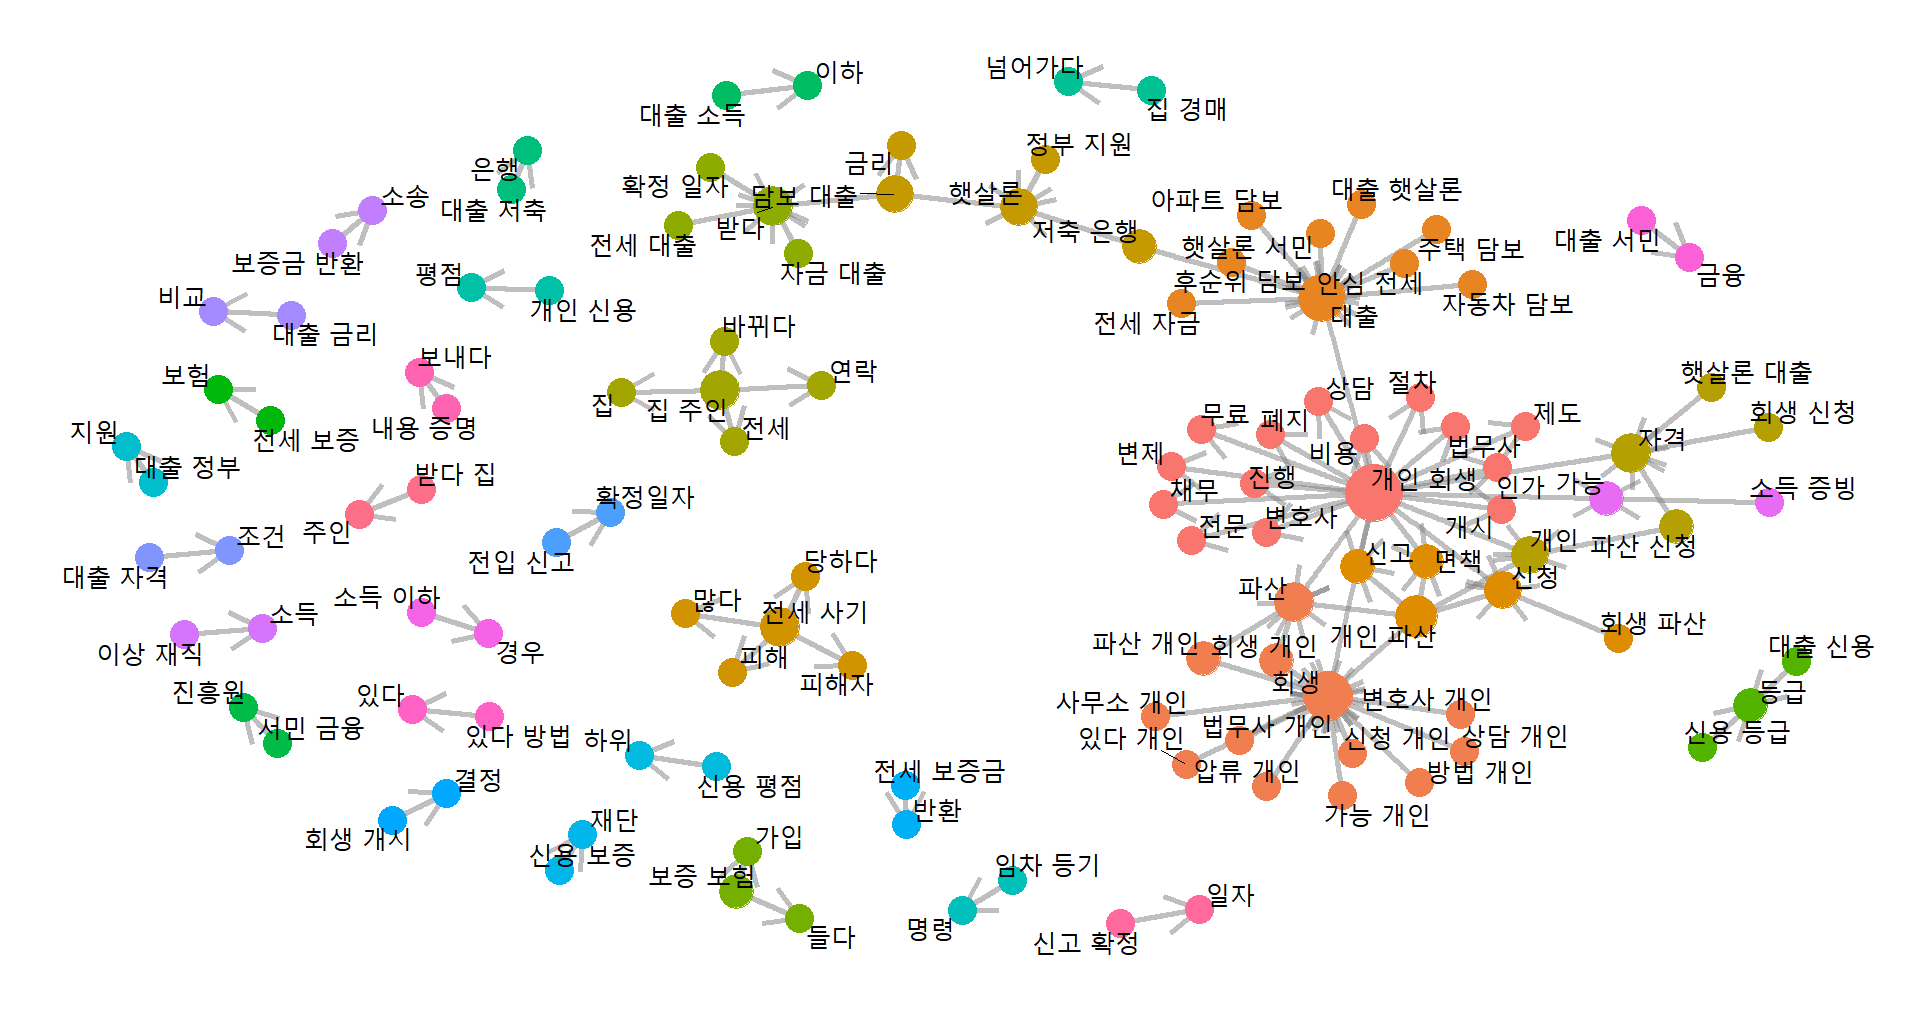 이하
넘어가다
대출 소득
집 경매
정부 지원
금리
은행
확정 일자
담보 대출
햇살론
아파트 담보
대출 햇살론
소송
대출 저축
받다
저축 은행
전세 대출
햇살론 서민
주택 담보
대출 서민
보증금 반환
평점
자금 대출
후순위 담보
안심 전세
금융
비교
개인 신용
전세 자금
대출
자동차 담보
대출 금리
바뀌다
보내다
연락
상담
절차
햇살론 대출
보험
집
집 주인
무료
폐지
제도
회생 신청
지원
전세 보증
내용 증명
전세
변제
비용
법무사
자격
대출 정부
받다 집
진행
개인 회생
인가
가능
소득 증빙
확정일자
채무
전문
변호사
개시
주인
조건
전입 신고
신고
면책
개인
파산 신청
대출 자격
당하다
파산
신청
소득 이하
많다
전세 사기
소득
개인 파산
회생 파산
이상 재직
경우
피해
파산 개인
회생 개인
대출 신용
진흥원
있다
피해자
회생
사무소 개인
변호사 개인
등급
서민 금융
있다 방법
하위
있다 개인
법무사 개인
신청 개인
상담 개인
신용 등급
결정
신용 평점
전세 보증금
압류 개인
방법 개인
회생 개시
재단
반환
가능 개인
신용 보증
가입
보증 보험
임차 등기
일자
들다
명령
신고 확정